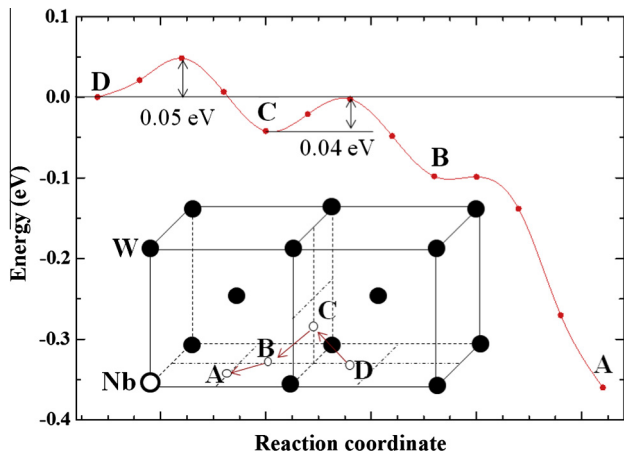 0.1
D
0.0
0.05 eV
C
0.04 eV
-0.1
B
Energy (eV)
-0.2
W
-0.3
C
B
A
D
A
Nb
-0.4
Reaction coordinate